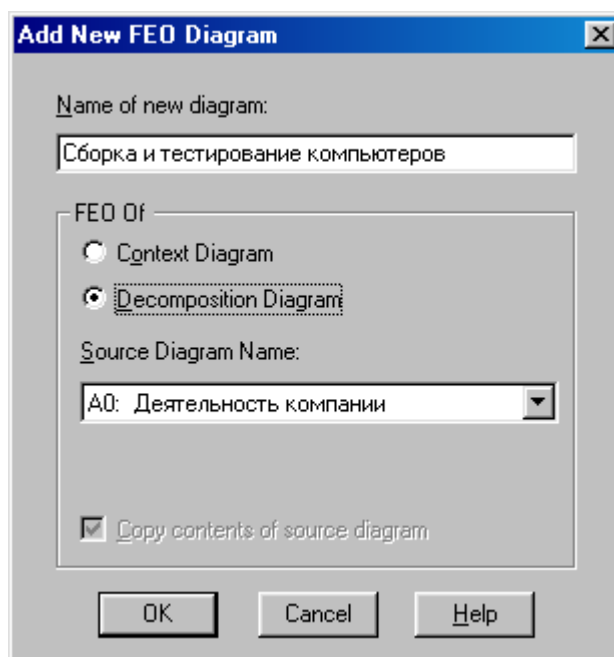 Add New FEO Diagram
Name of new diagram:
Сборка и тестирование компьютеров
FEO Of
Context Diagram
Decomposition Diagram
Source Diagram Name:
A0: Деятельность компании
Copy contents of source diagram
OK Cancel Help